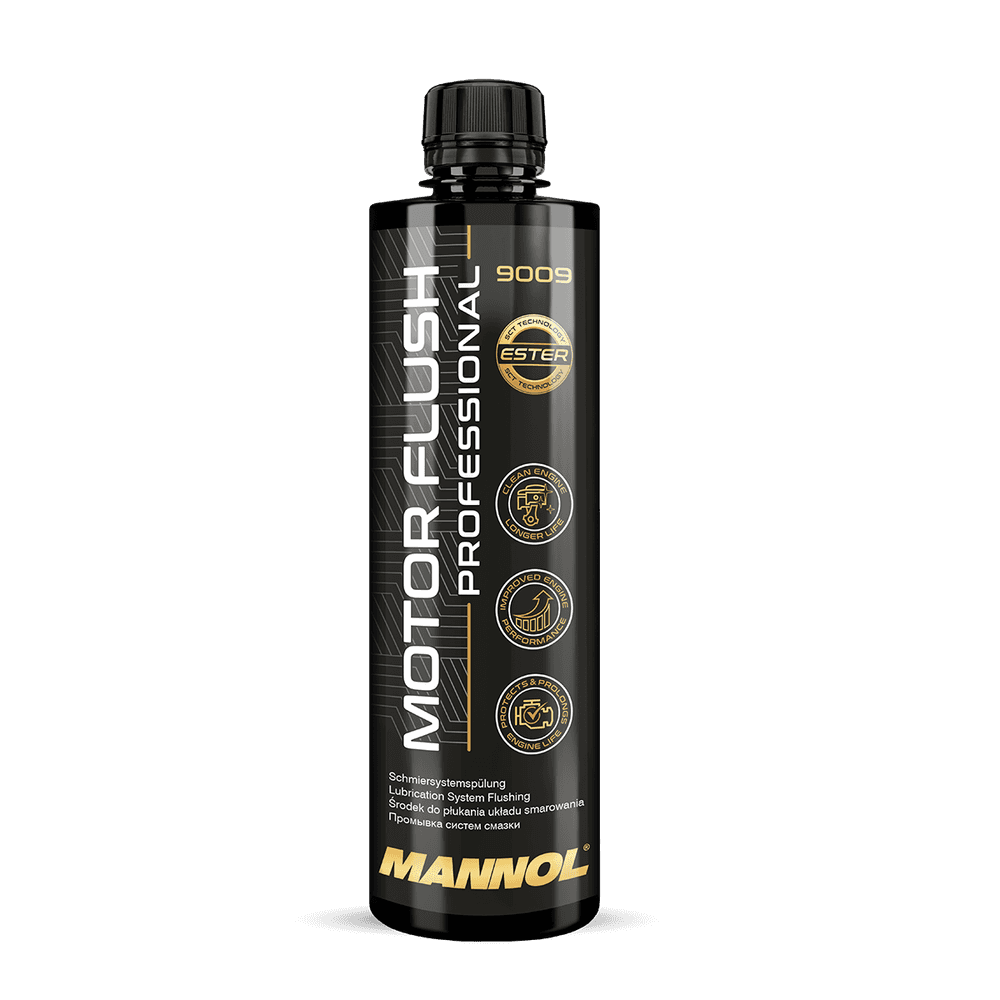 MOTOR FLUSH
PROFESSIONAL
9009
SCT TECHNOLOGY
ESTER
SCT TECHNOLOGY
CLEAN ENGINE
LONGER LIFE
IMPROVED ENGINE
PERFORMANCE
PROTECTS & PROLONGS
ENGINE LIFE
Schmiersystemspülung
Lubrication System Flushing
Środek do płukania układu smarowania
Промывка систем смазки
MANNOL®